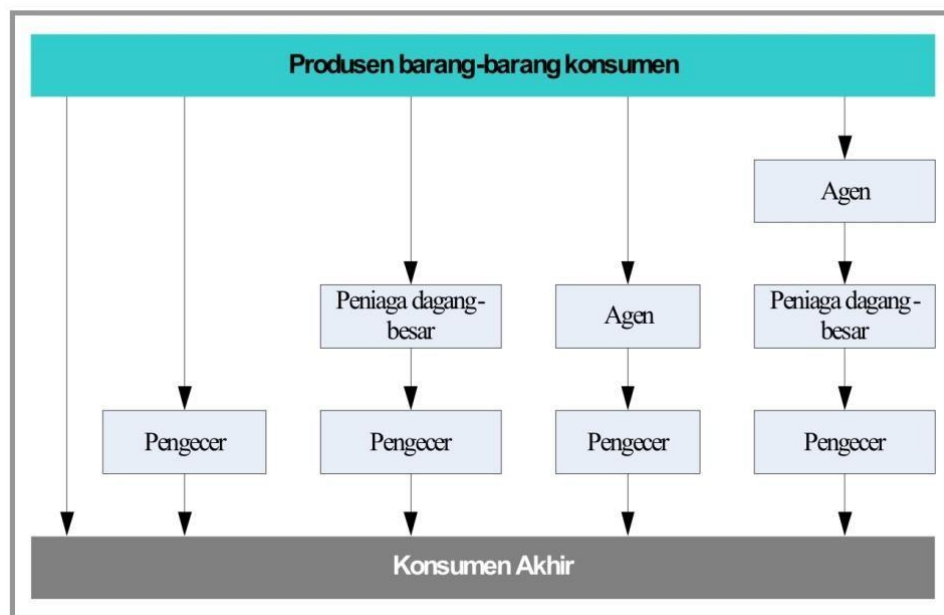 Produsen barang-barang konsumen
Agen
Peniaga dagang-
besar
Agen
Peniaga dagang-
besar
Pengecer
Pengecer
Pengecer
Pengecer
Konsumen Akhir